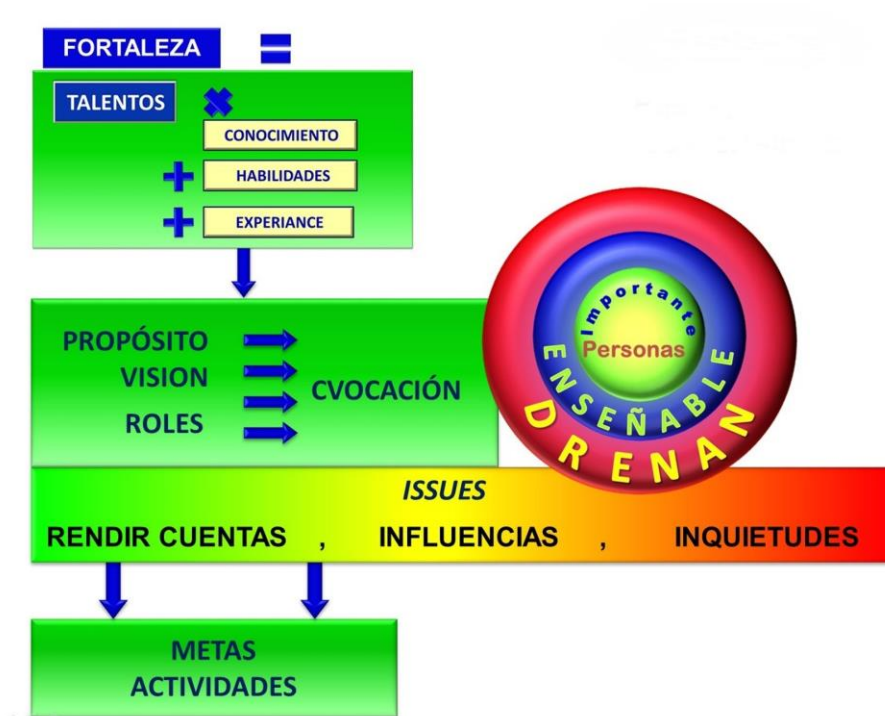 FORTALEZA =
TALENTOS ×
CONOCIMIENTO
+ HABILIDADES
+ EXPERIANCE
PROPÓSITO
VISION
ROLES
CVOCACIÓN
Importante
Personas
ENSEÑABLE
DRENAN
ISSUES
RENDIR CUENTAS , INFLUENCIAS , INQUIETUDES
METAS
ACTIVIDADES